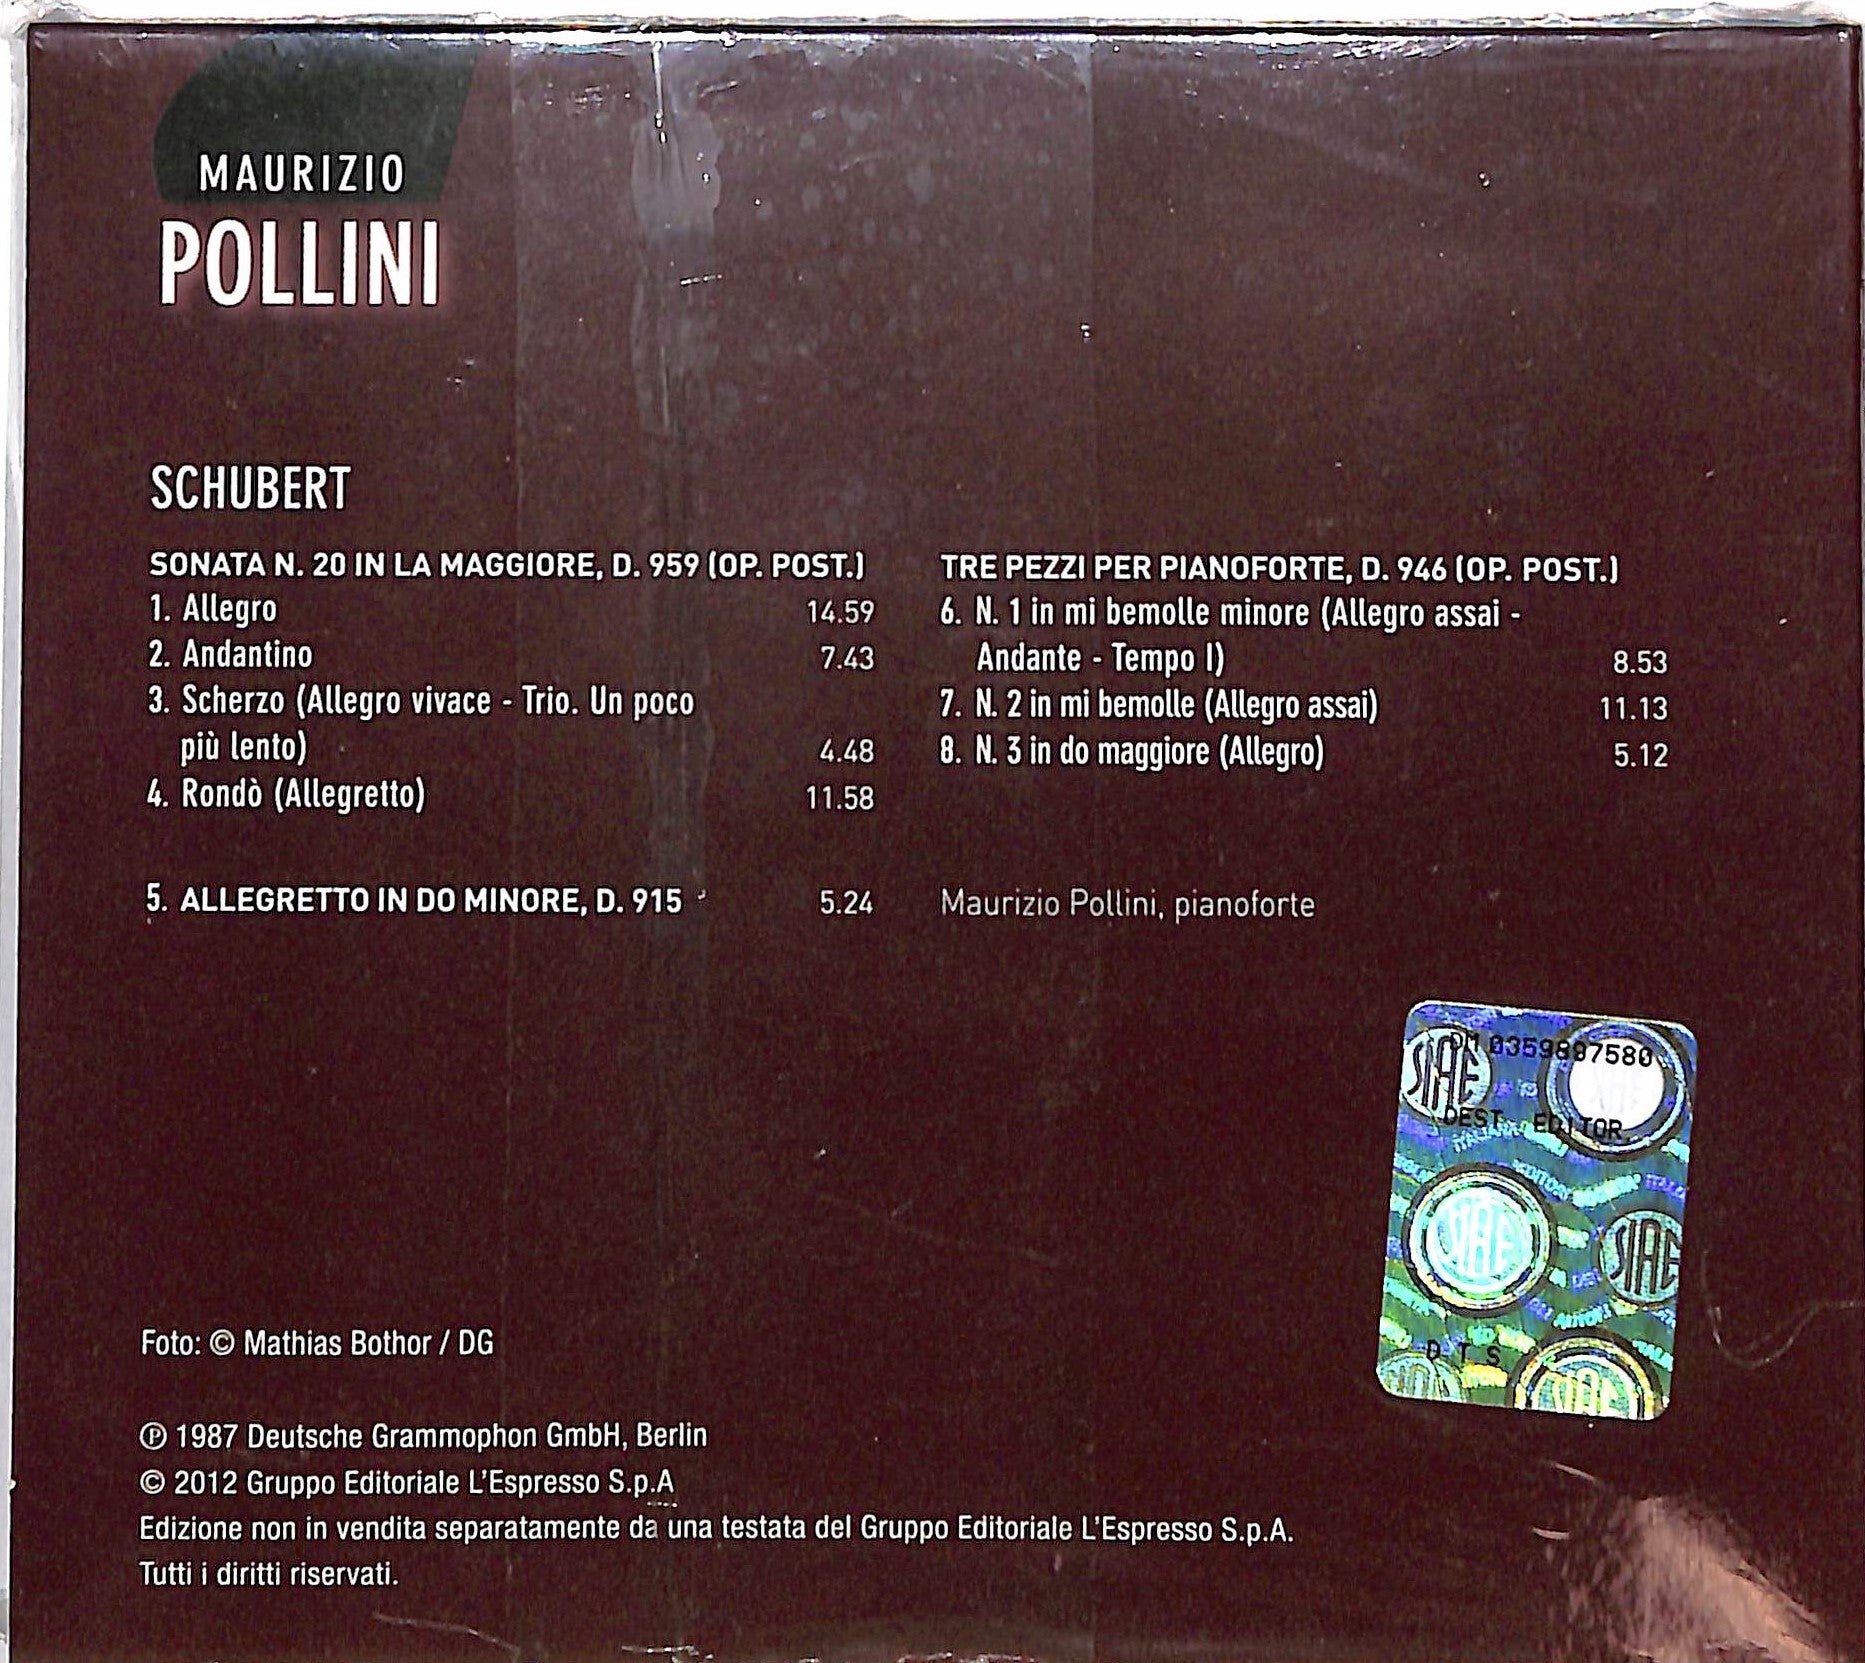 MAURIZIO
POLLINI
SCHUBERT
SONATA N. 20 IN LA MAGGIORE, D. 959 (OP. POST.)
1. Allegro 14.59
2. Andantino 7.43
3. Scherzo (Allegro vivace - Trio. Un poco
più lento) 4.48
4. Rondò (Allegretto) 11.58
5. ALLEGRETTO IN DO MINORE, D. 915 5.24
TRE PEZZI PER PIANOFORTE, D. 946 (OP. POST.)
6. N. 1 in mi bemolle minore (Allegro assai -
Andante - Tempo I) 8.53
7. N. 2 in mi bemolle (Allegro assai) 11.13
8. N. 3 in do maggiore (Allegro) 5.12
Maurizio Pollini, pianoforte
SIAE
DEST EDITOR
SIAE
SIAE
D T S
SIAE
Foto: © Mathias Bothor / DG
℗ 1987 Deutsche Grammophon GmbH, Berlin
© 2012 Gruppo Editoriale L'Espresso S.p.A
Edizione non in vendita separatamente da una testata del Gruppo Editoriale L'Espresso S.p.A.
Tutti i diritti riservati.